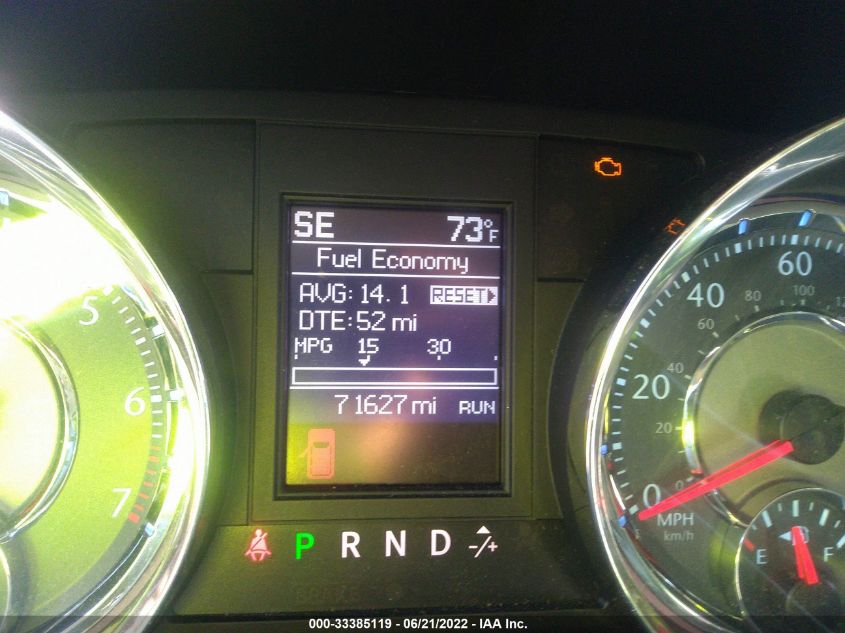 SE 73°F
Fuel Economy
AVG: 14.1 RESET
DTE: 52 mi
MPG 15 30
71627 mi RUN
P R N D -/+
5
6
7
60
40
20
0
100
80
60
40
20
0
MPH
km/h
E F
000-33385119 - 06/21/2022 - IAA Inc.